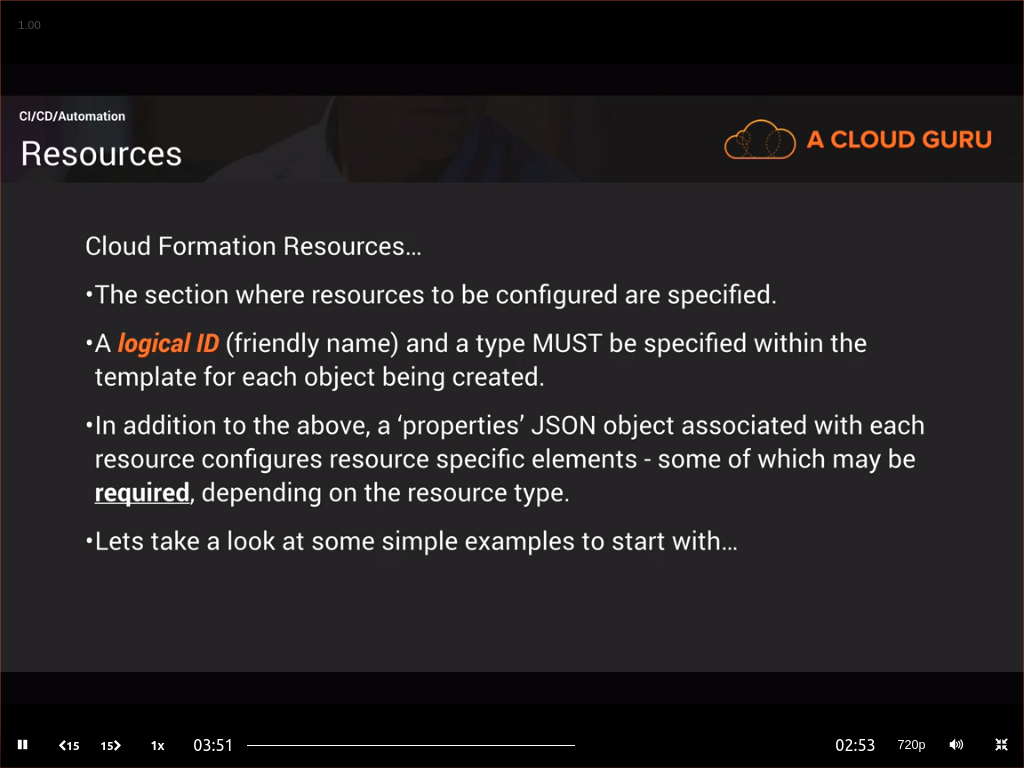 1.00
CI/CD/Automation
Resources
A CLOUD GURU
Cloud Formation Resources...
•The section where resources to be configured are specified.
•A logical ID (friendly name) and a type MUST be specified within the
template for each object being created.
•In addition to the above, a ‘properties’ JSON object associated with each
resource configures resource specific elements - some of which may be
required, depending on the resource type.
•Lets take a look at some simple examples to start with...
15 15 1x 03:51 02:53 720p